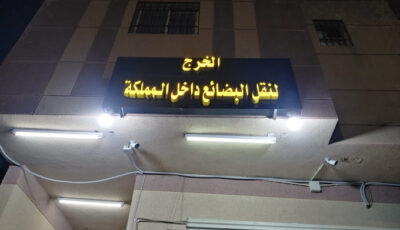 الخرج
لنقل البضائع داخل المملكة